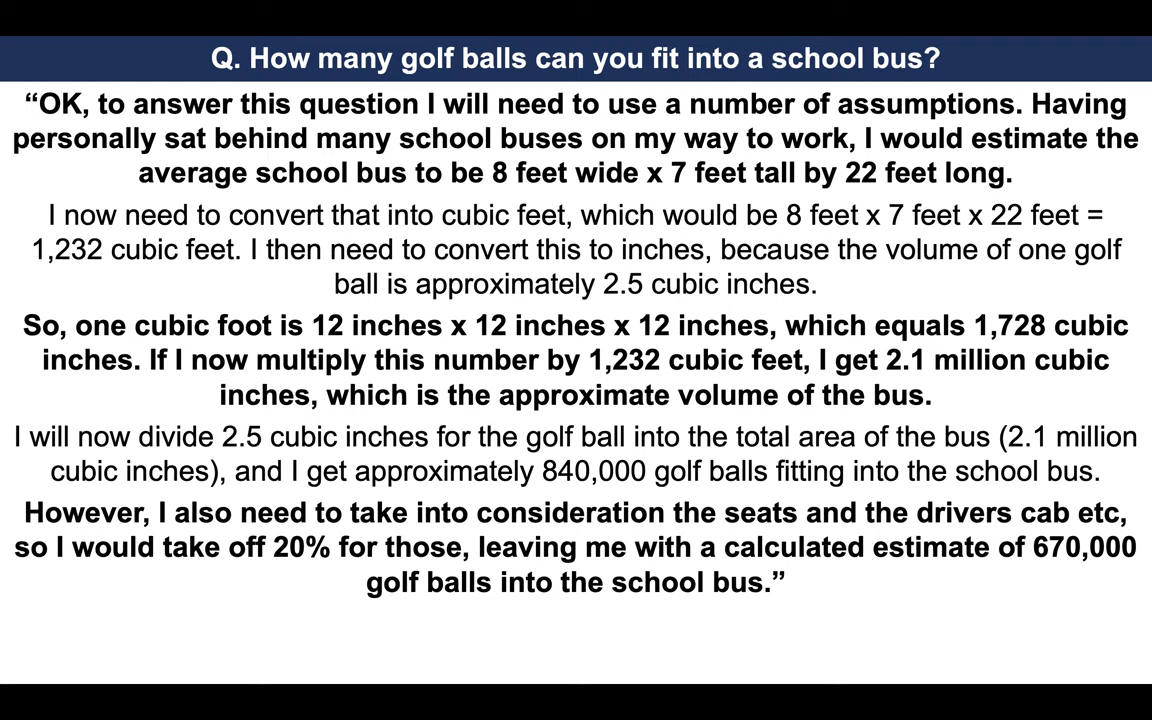 Q. How many golf balls can you fit into a school bus?
“OK, to answer this question I will need to use a number of assumptions. Having
personally sat behind many school buses on my way to work, I would estimate the
average school bus to be 8 feet wide x 7 feet tall by 22 feet long.
I now need to convert that into cubic feet, which would be 8 feet x 7 feet x 22 feet =
1,232 cubic feet. I then need to convert this to inches, because the volume of one golf
ball is approximately 2.5 cubic inches.
So, one cubic foot is 12 inches x 12 inches x 12 inches, which equals 1,728 cubic
inches. If I now multiply this number by 1,232 cubic feet, I get 2.1 million cubic
inches, which is the approximate volume of the bus.
I will now divide 2.5 cubic inches for the golf ball into the total area of the bus (2.1 million
cubic inches), and I get approximately 840,000 golf balls fitting into the school bus.
However, I also need to take into consideration the seats and the drivers cab etc,
so I would take off 20% for those, leaving me with a calculated estimate of 670,000
golf balls into the school bus.”